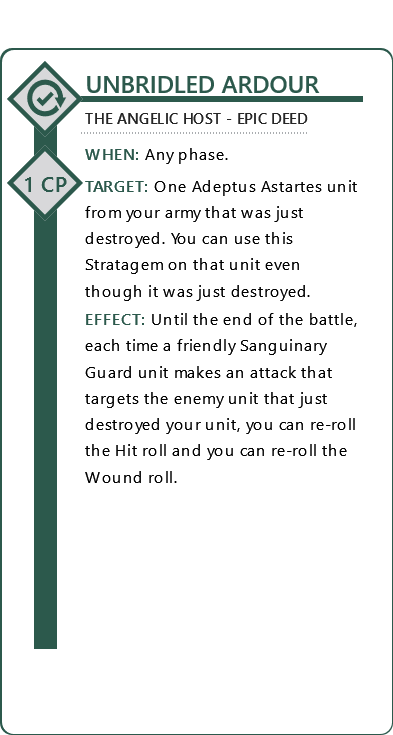 UNBRIDLED ARDOUR
THE ANGELIC HOST - EPIC DEED
WHEN: Any phase.
1 CP
TARGET: One Adeptus Astartes unit
from your army that was just
destroyed. You can use this
Stratagem on that unit even
though it was just destroyed.
EFFECT: Until the end of the battle,
each time a friendly Sanguinary
Guard unit makes an attack that
targets the enemy unit that just
destroyed your unit, you can re-roll
the Hit roll and you can re-roll the
Wound roll.